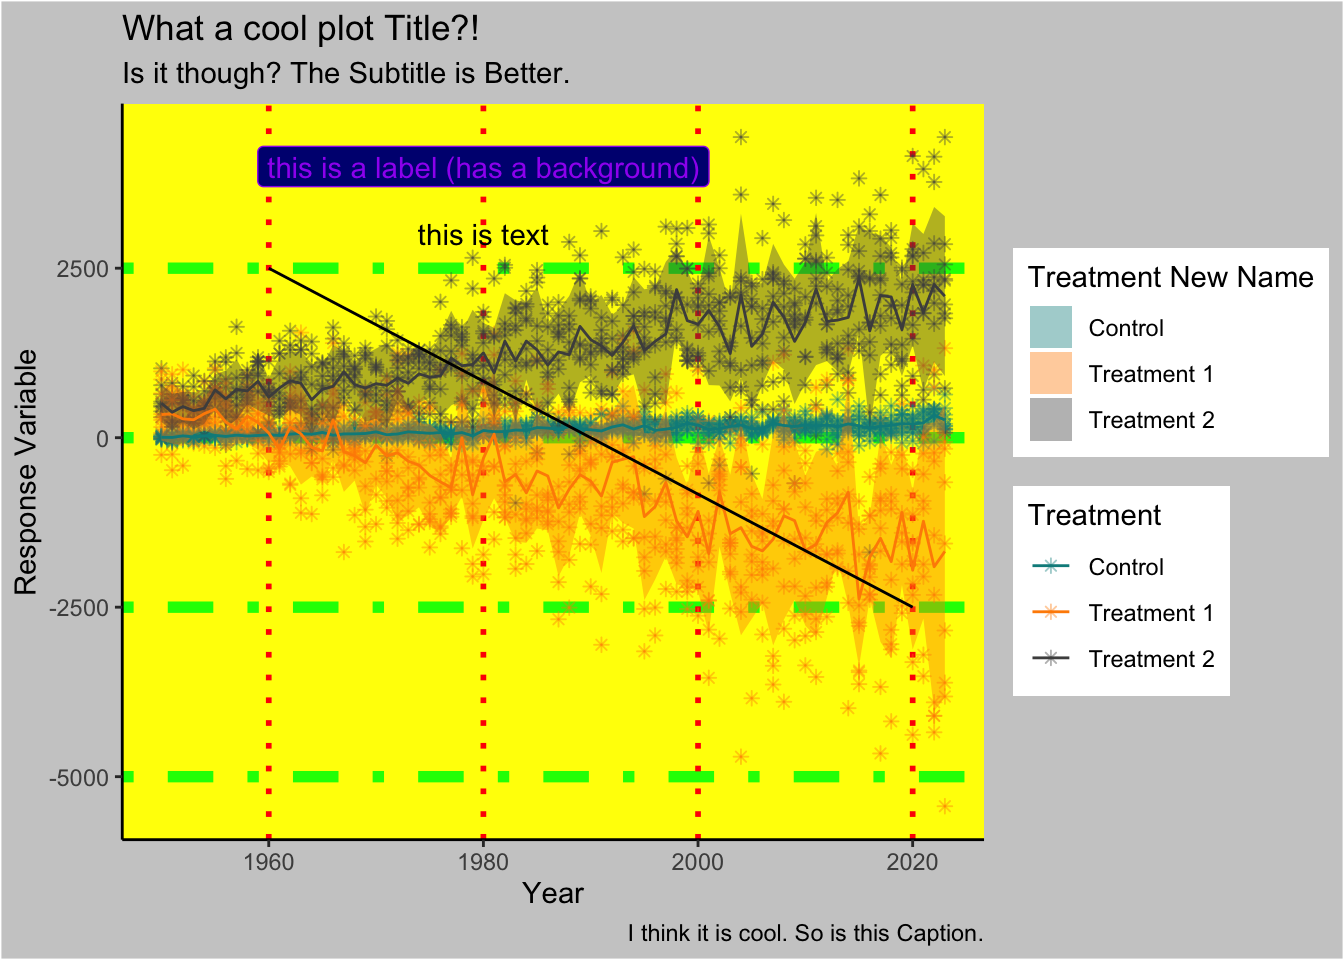 What a cool plot Title?!
Is it though? The Subtitle is Better.
this is a label (has a background)
this is text
2500
0
-2500
-5000
Response Variable
1960 1980 2000 2020
Year
I think it is cool. So is this Caption.
Treatment New Name
Control
Treatment 1
Treatment 2
Treatment
Control
Treatment 1
Treatment 2